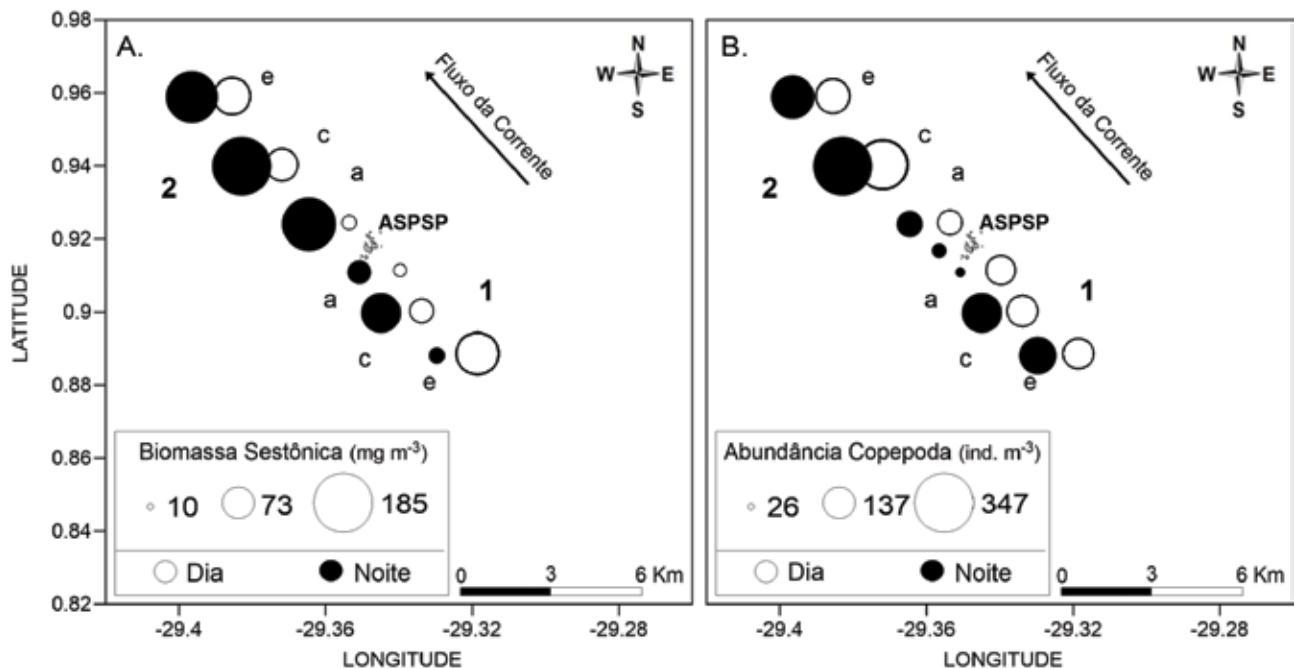 A.
N
W E
S
Fluxo da Corrente
e
c
a
2
ASPSP
1
a
c
e
Biomassa Sestônica (mg m⁻³)
10 73 185
Dia Noite
0 3 6 Km
0.98
0.96
0.94
0.92
0.9
0.88
0.86
0.84
0.82
LATITUDE
-29.4 -29.36 -29.32 -29.28
LONGITUDE
B.
N
W E
S
Fluxo da Corrente
e
c
a
2
ASPSP
1
a
c
e
Abundância Copepoda (ind. m⁻³)
26 137 347
Dia Noite
0 3 6 Km
-29.4 -29.36 -29.32 -29.28
LONGITUDE